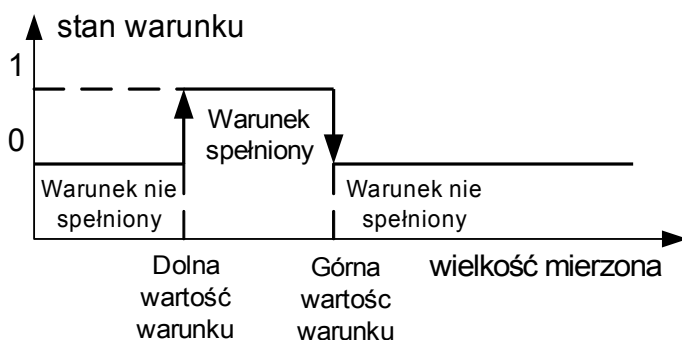 stan warunku
1
0
Warunek
spełniony
Warunek nie
spełniony
Warunek nie
spełniony
Dolna
wartość
warunku
Górna
wartośc
warunku
wielkość mierzona